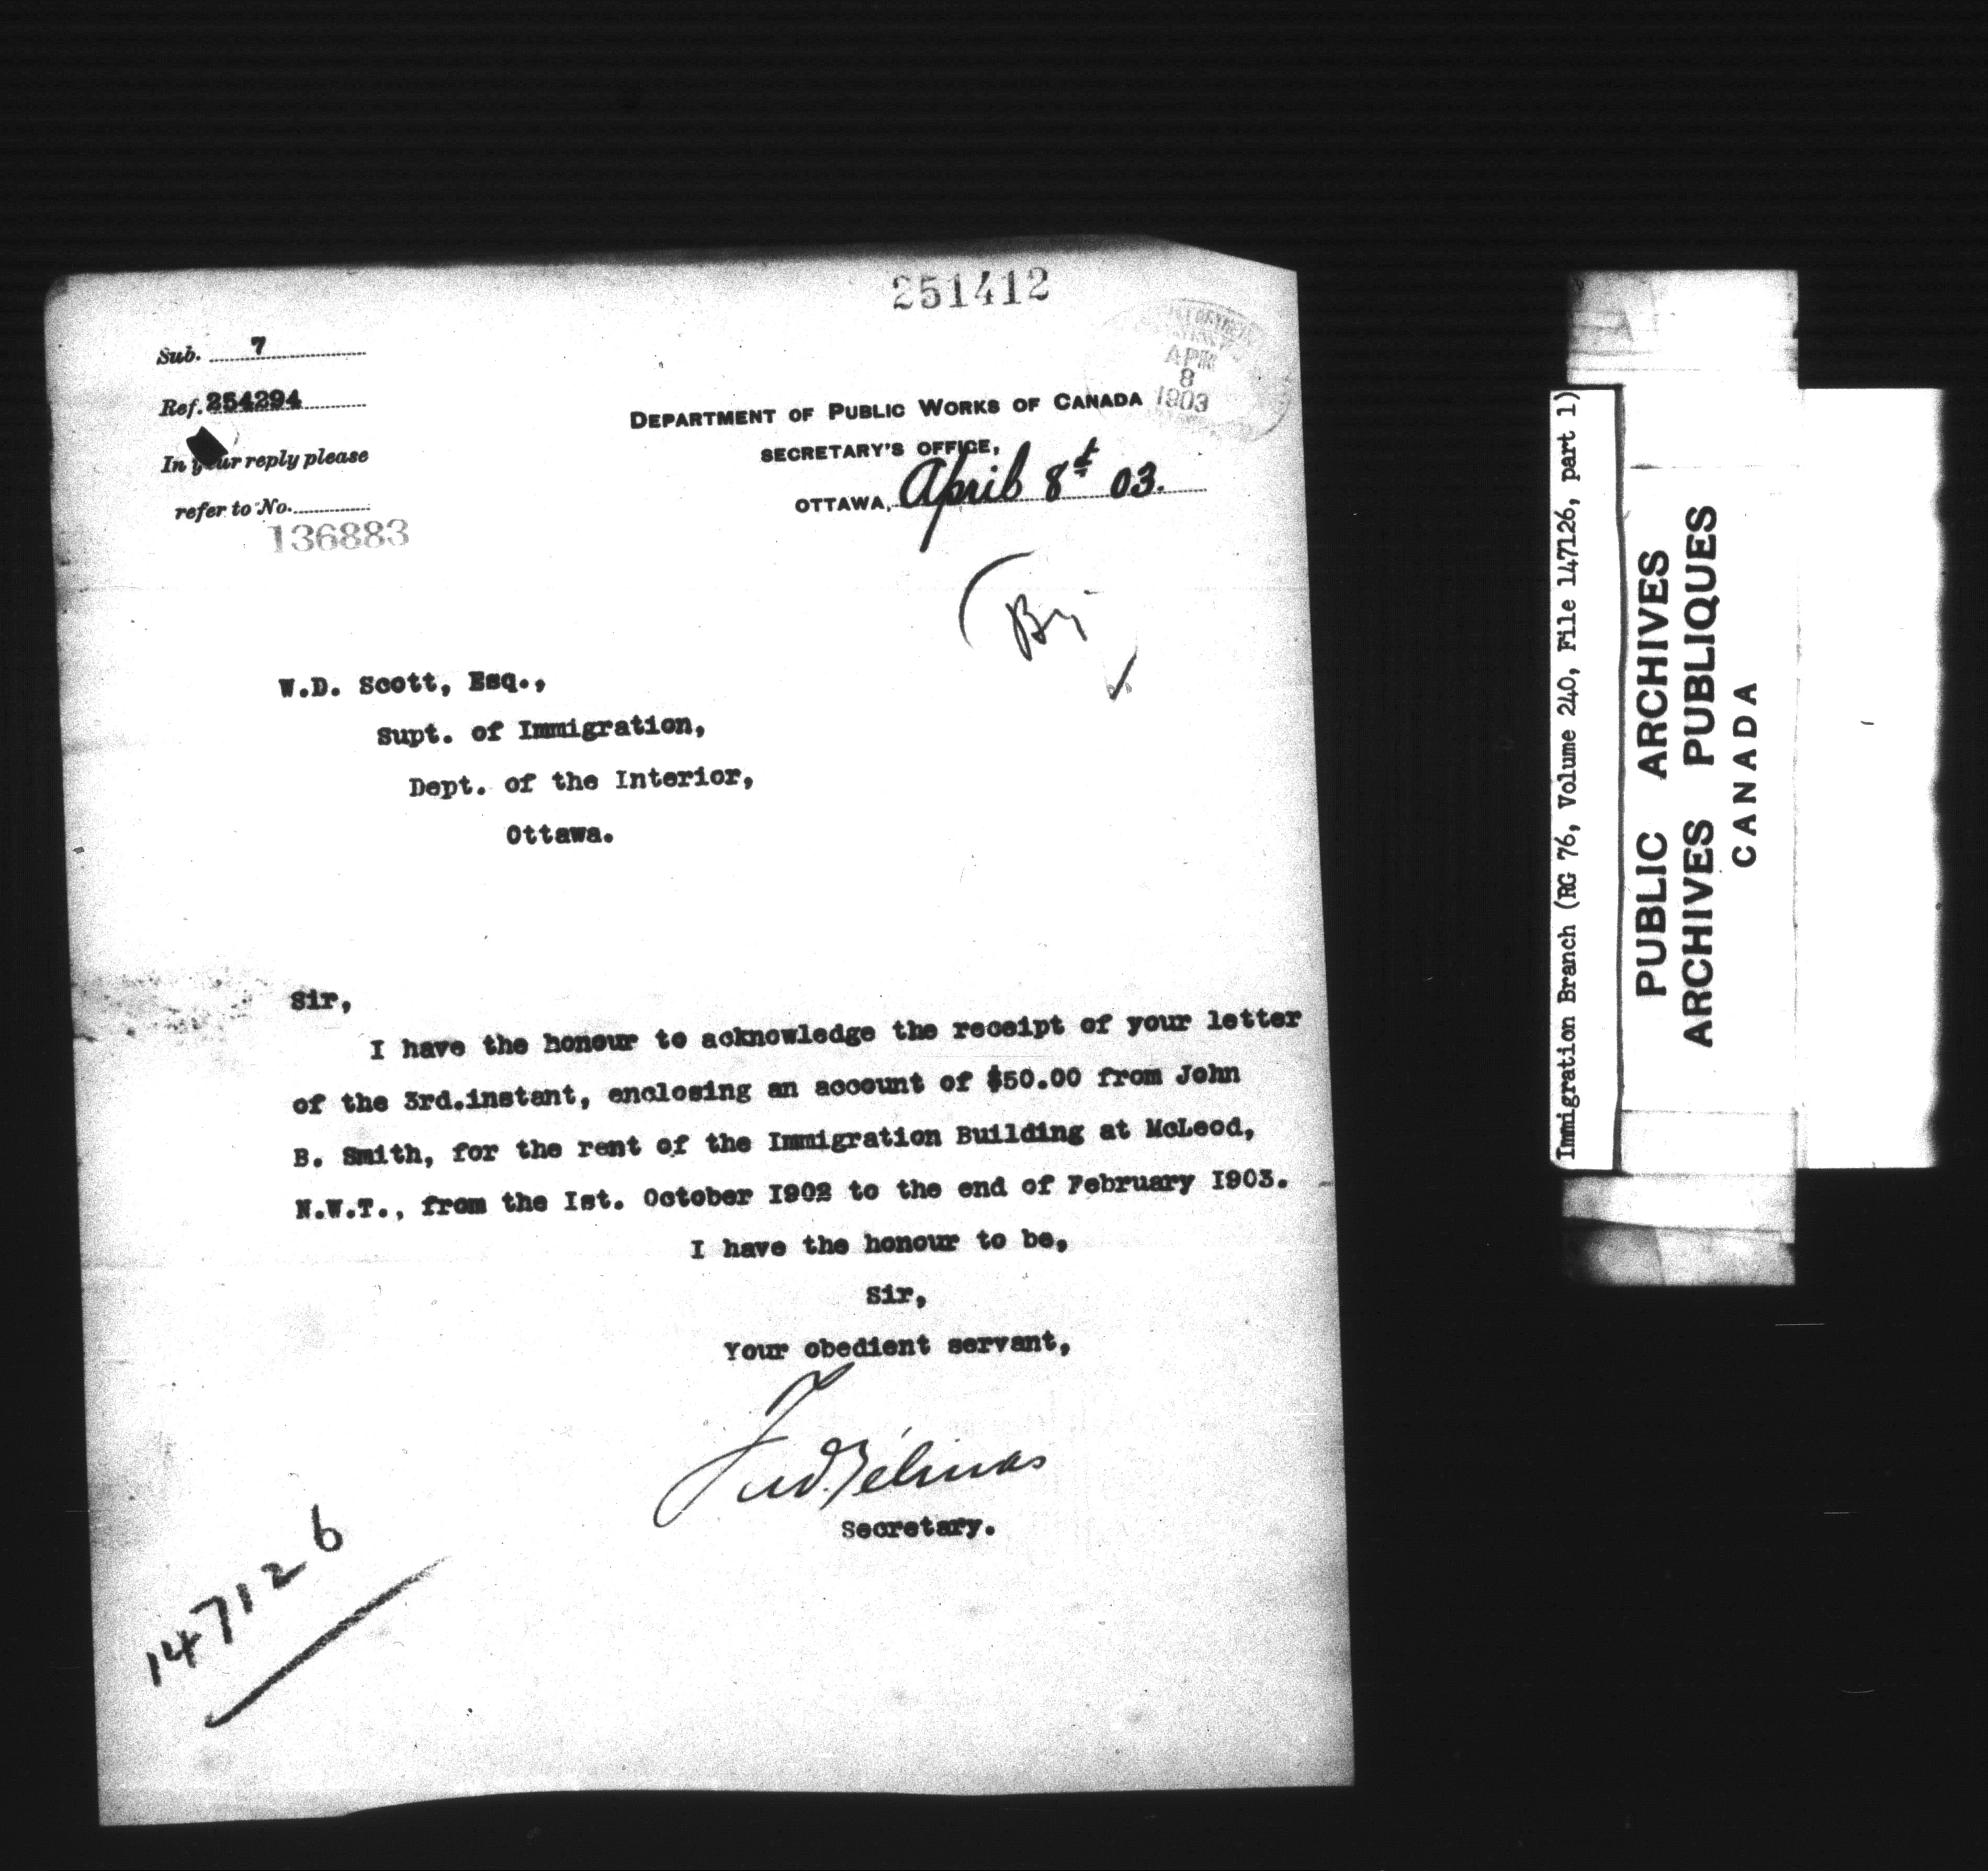 251412
Sub. 7
Ref. 254294
In your reply please
refer to No.
136883
APR
8
1903
DEPARTMENT OF PUBLIC WORKS OF CANADA
SECRETARY'S OFFICE,
OTTAWA, April 8t 03.
W.D. Scott, Esq.,
Supt. of Immigration,
Dept. of the Interior,
Ottawa.
Sir,
I have the honour to acknowledge the receipt of your letter
of the 3rd.instant, enclosing an account of $50.00 from John
B. Smith, for the rent of the Immigration Building at McLeod,
N.W.T., from the Ist. October I902 to the end of February I903.
I have the honour to be,
Sir,
Your obedient servant,
Fred. Gélinas
Secretary.
147126
Immigration Branch (RG 76, Volume 240, File 147126, part 1)
PUBLIC ARCHIVES
ARCHIVES PUBLIQUES
CANADA